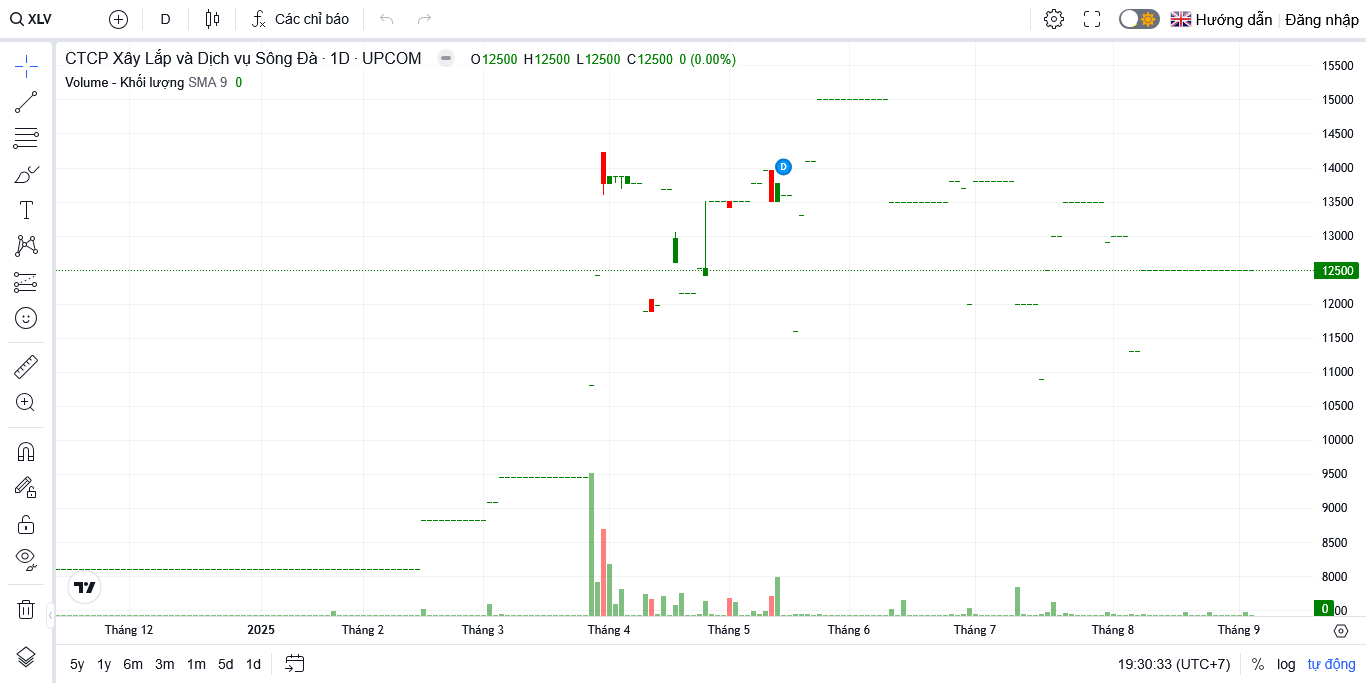 XLV D Các chỉ báo Hướng dẫn Đăng nhập
CTCP Xây Lắp và Dịch vụ Sông Đà · 1D · UPCOM O12500 H12500 L12500 C12500 0 (0.00%)
Volume - Khối lượng SMA 9 0
15500
15000
14500
14000
D
13500
13000
12500
12000
11500
11000
10500
10000
9500
9000
8500
8000
0 00
Tháng 12 2025 Tháng 2 Tháng 3 Tháng 4 Tháng 5 Tháng 6 Tháng 7 Tháng 8 Tháng 9
5y 1y 6m 3m 1m 5d 1d 19:30:33 (UTC+7) % log tự động